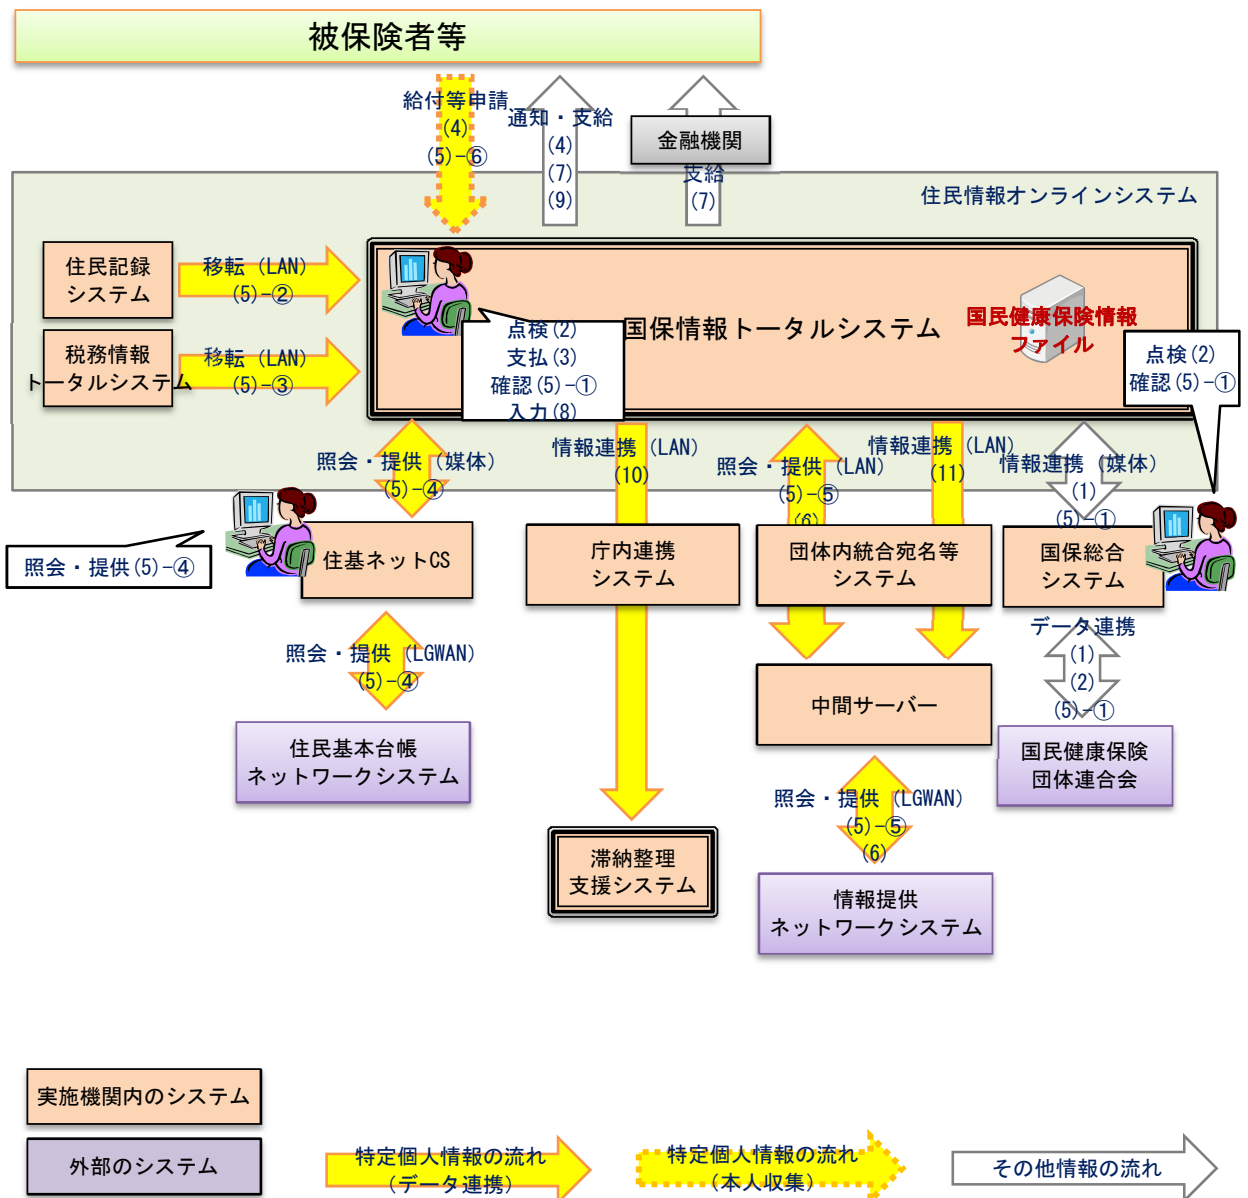 被保険者等
給付等申請
(4)
(5)-⑥
通知・支給
(4)
(7)
(9)
金融機関
支給
(7)
住民情報オンラインシステム
住民記録
システム
移転（LAN）
(5)-②
税務情報
トータルシステム
移転（LAN）
(5)-③
国保情報トータルシステム
国民健康保険情報
ファイル
点検(2)
支払(3)
確認(5)-①
入力(8)
点検(2)
確認(5)-①
照会・提供（媒体）
(5)-④
情報連携（LAN）
(10)
照会・提供（LAN）
(5)-⑤
(6)
情報連携（LAN）
(11)
情報連携（媒体）
(1)
(5)-①
照会・提供(5)-④
住基ネットCS
庁内連携
システム
団体内統合宛名等
システム
国保総合
システム
照会・提供（LGWAN）
(5)-④
データ連携
(1)
(2)
(5)-①
中間サーバー
住民基本台帳
ネットワークシステム
国民健康保険
団体連合会
照会・提供（LGWAN）
(5)-⑤
(6)
滞納整理
支援システム
情報提供
ネットワークシステム
実施機関内のシステム
外部のシステム
特定個人情報の流れ
（データ連携）
特定個人情報の流れ
（本人収集）
その他情報の流れ